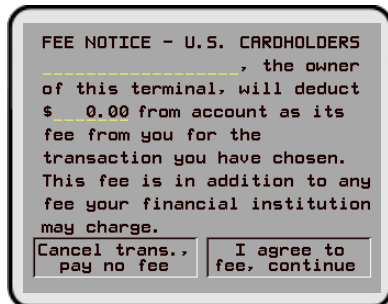 FEE NOTICE - U.S. CARDHOLDERS
__________________, the owner
of this terminal, will deduct
$___0.00 from account as its
fee from you for the
transaction you have chosen.
This fee is in addition to any
fee your financial institution
may charge.
Cancel trans.,
pay no fee
I agree to
fee, continue